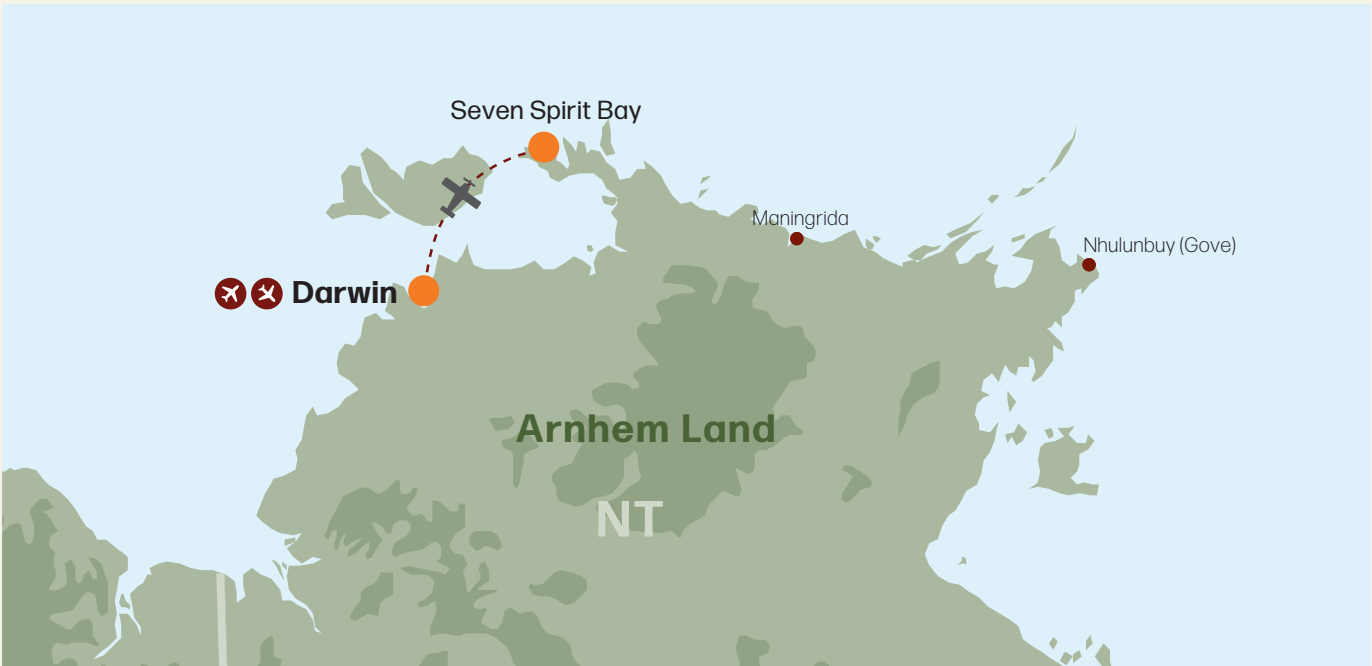 Seven Spirit Bay
Maningrida
Nhulunbuy (Gove)
Darwin
Arnhem Land
NT